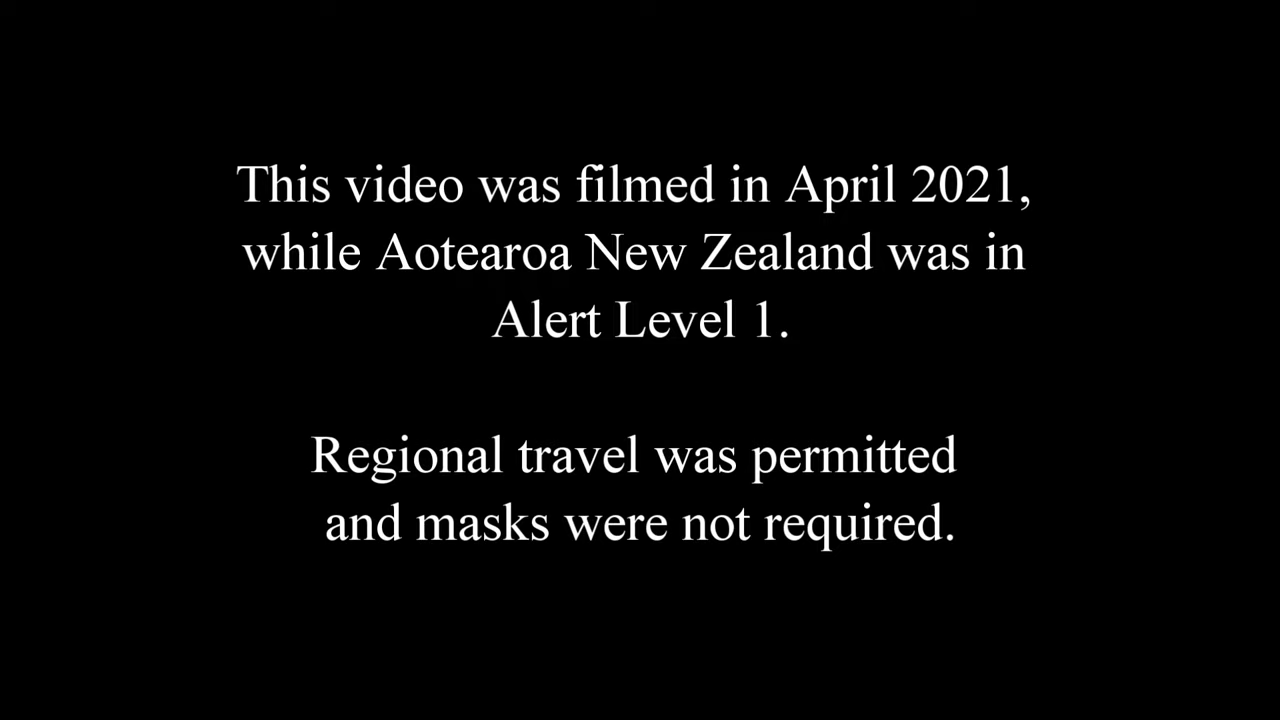 This video was filmed in April 2021,
while Aotearoa New Zealand was in
Alert Level 1.
Regional travel was permitted
and masks were not required.